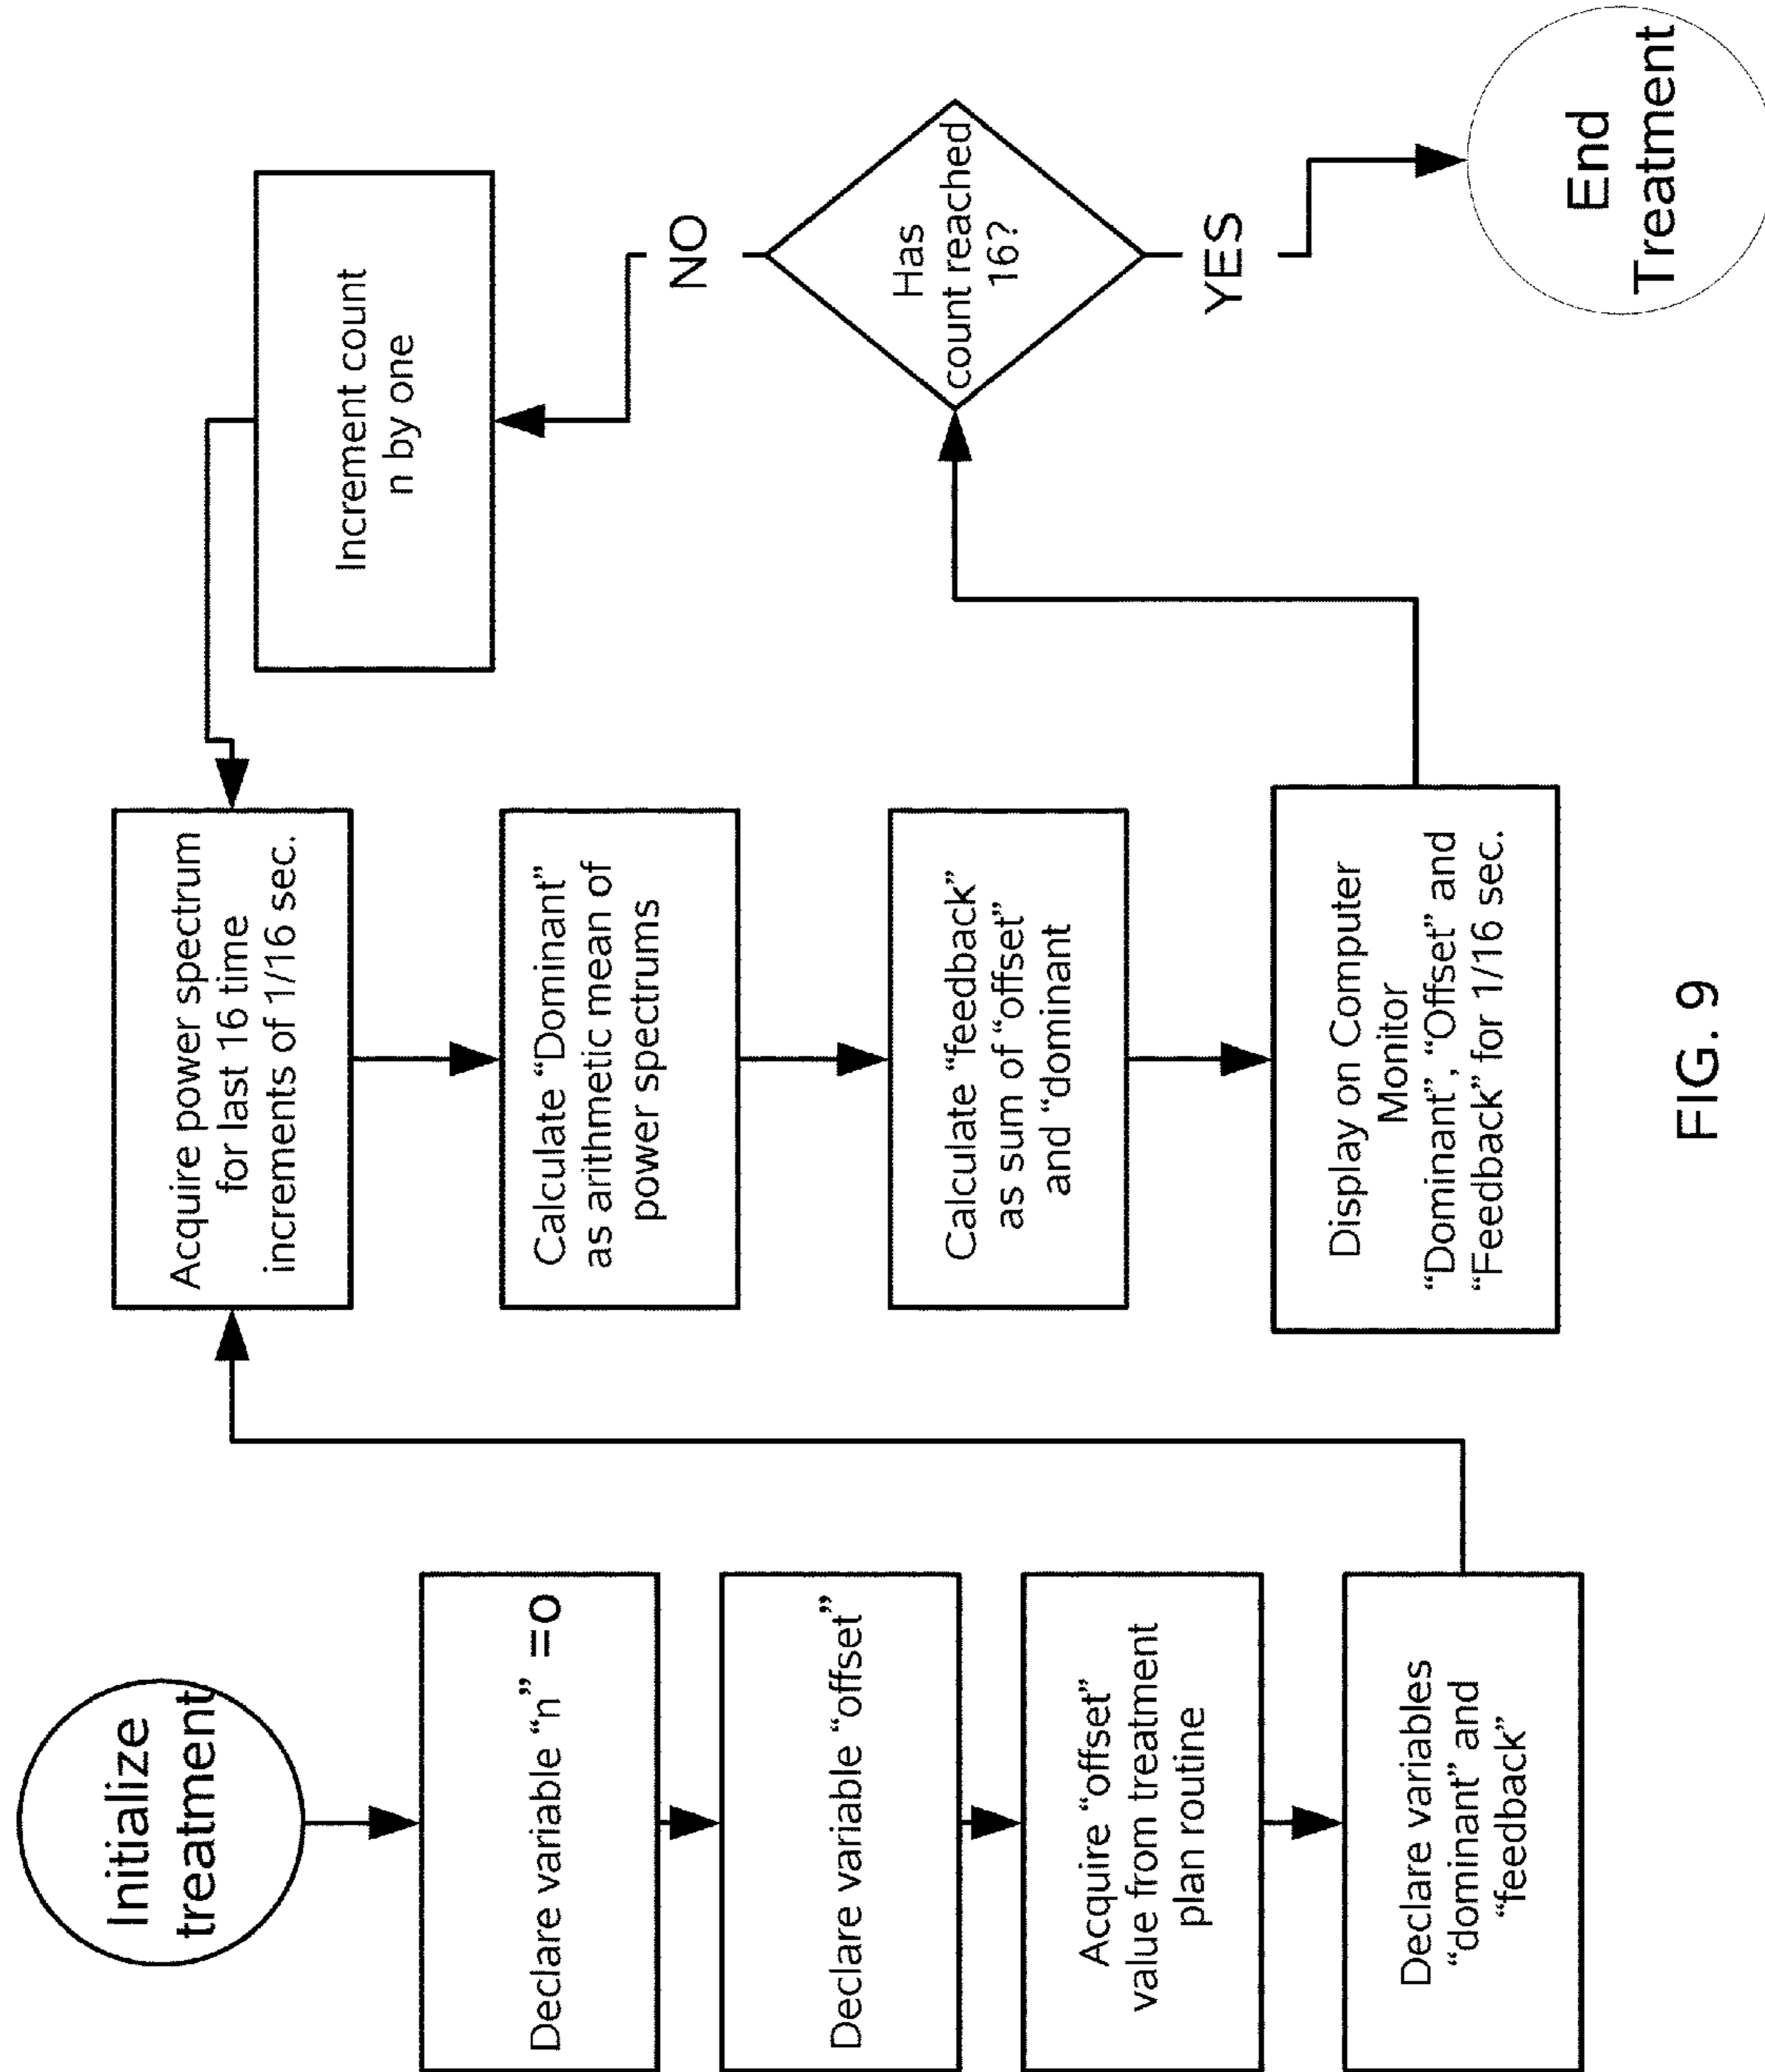 Initialize
treatment
Declare variable “n” =0
Declare variable “offset”
Acquire “offset”
value from treatment
plan routine
Declare variables
“dominant” and
“feedback”
Acquire power spectrum
for last 16 time
increments of 1/16 sec.
Calculate “Dominant”
as arithmetic mean of
power spectrums
Calculate “feedback”
as sum of “offset”
and “dominant
Display on Computer
Monitor
“Dominant”, “Offset” and
“Feedback” for 1/16 sec.
Increment count
n by one
NO
Has
count reached
16?
YES
End
Treatment
FIG. 9